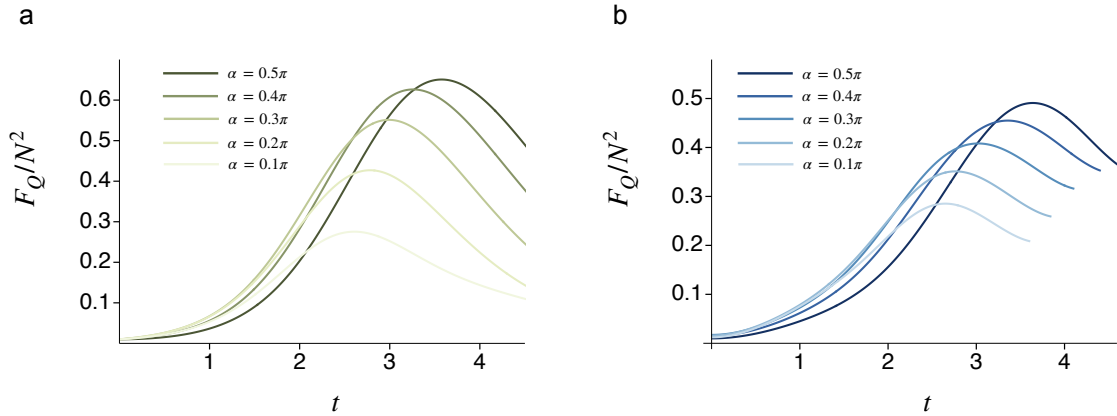 a
F_Q/N²
0.6
0.5
0.4
0.3
0.2
0.1
α = 0.5π
α = 0.4π
α = 0.3π
α = 0.2π
α = 0.1π
1 2 3 4
t
b
F_Q/N²
0.5
0.4
0.3
0.2
0.1
α = 0.5π
α = 0.4π
α = 0.3π
α = 0.2π
α = 0.1π
1 2 3 4
t